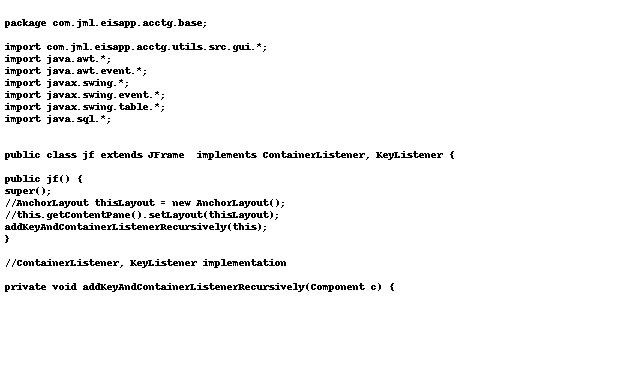 package com.jml.eisapp.acctg.base;
import com.jml.eisapp.acctg.utils.src.gui.*;
import java.awt.*;
import java.awt.event.*;
import javax.swing.*;
import javax.swing.event.*;
import javax.swing.table.*;
import java.sql.*;
public class jf extends JFrame  implements ContainerListener, KeyListener {
public jf() {
super();
//AnchorLayout thisLayout = new AnchorLayout();
//this.getContentPane().setLayout(thisLayout);
addKeyAndContainerListenerRecursively(this);
}
//ContainerListener, KeyListener implementation
private void addKeyAndContainerListenerRecursively(Component c) {